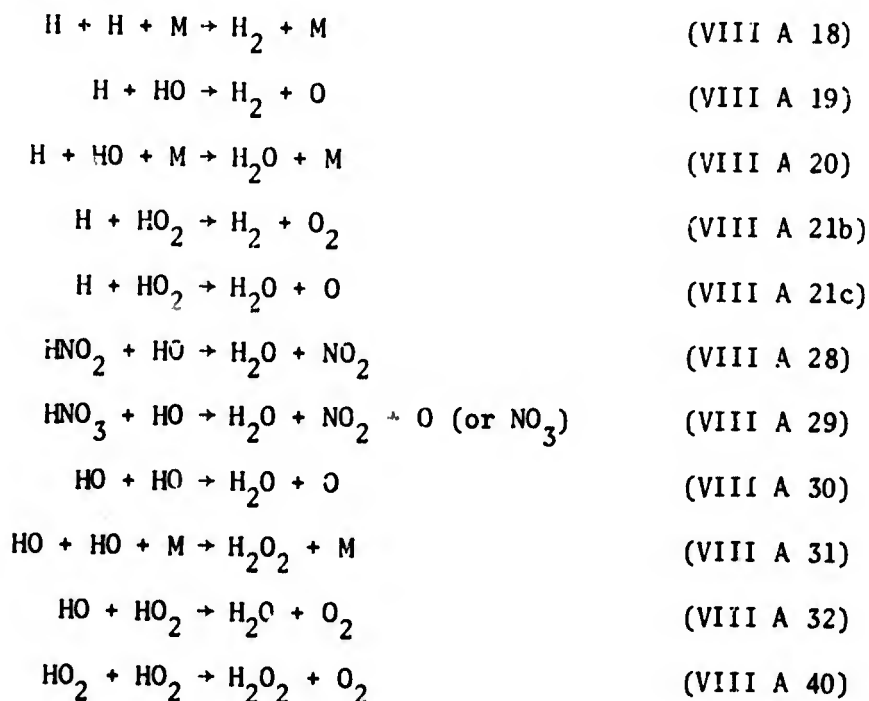 H + H + M → H₂ + M (VIII A 18)
H + HO → H₂ + O (VIII A 19)
H + HO + M → H₂O + M (VIII A 20)
H + HO₂ → H₂ + O₂ (VIII A 21b)
H + HO₂ → H₂O + O (VIII A 21c)
HNO₂ + HO → H₂O + NO₂ (VIII A 28)
HNO₃ + HO → H₂O + NO₂ + O (or NO₃) (VIII A 29)
HO + HO → H₂O + O (VIII A 30)
HO + HO + M → H₂O₂ + M (VIII A 31)
HO + HO₂ → H₂O + O₂ (VIII A 32)
HO₂ + HO₂ → H₂O₂ + O₂ (VIII A 40)